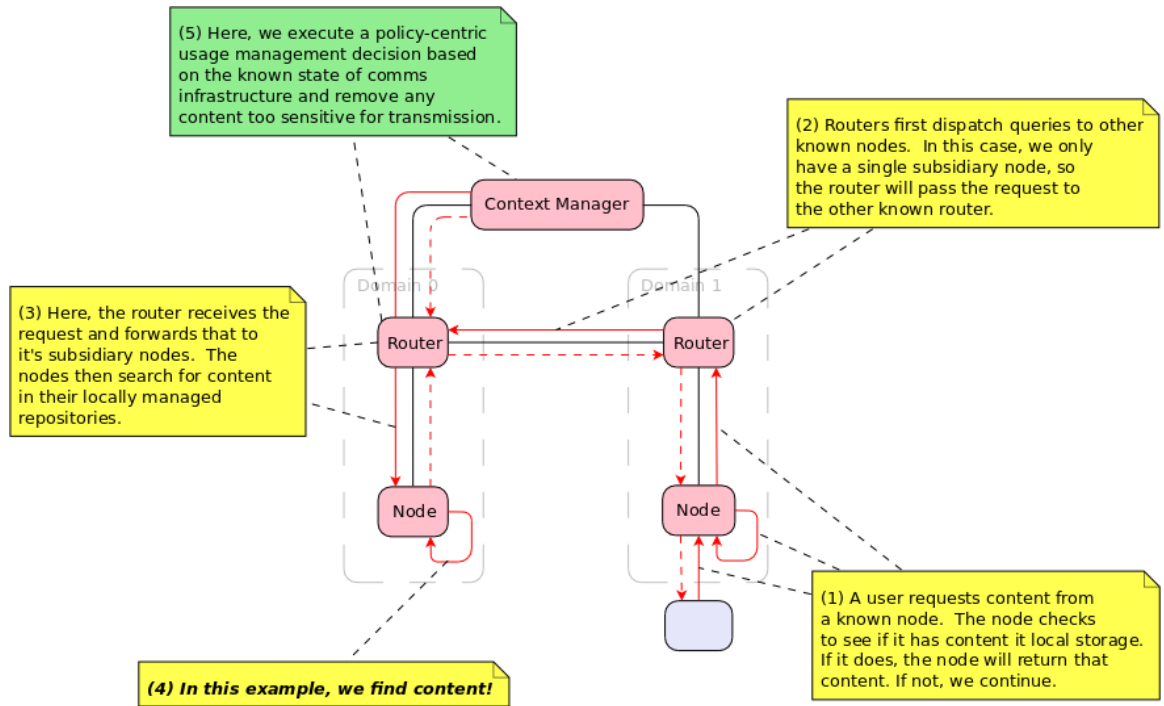 (5) Here, we execute a policy-centric
usage management decision based
on the known state of comms
infrastructure and remove any
content too sensitive for transmission.
(2) Routers first dispatch queries to other
known nodes.  In this case, we only
have a single subsidiary node, so
the router will pass the request to
the other known router.
Context Manager
Domain 0
Domain 1
(3) Here, the router receives the
request and forwards that to
it's subsidiary nodes.  The
nodes then search for content
in their locally managed
repositories.
Router
Router
Node
Node
(1) A user requests content from
a known node.  The node checks
to see if it has content it local storage.
If it does, the node will return that
content. If not, we continue.
(4) In this example, we find content!